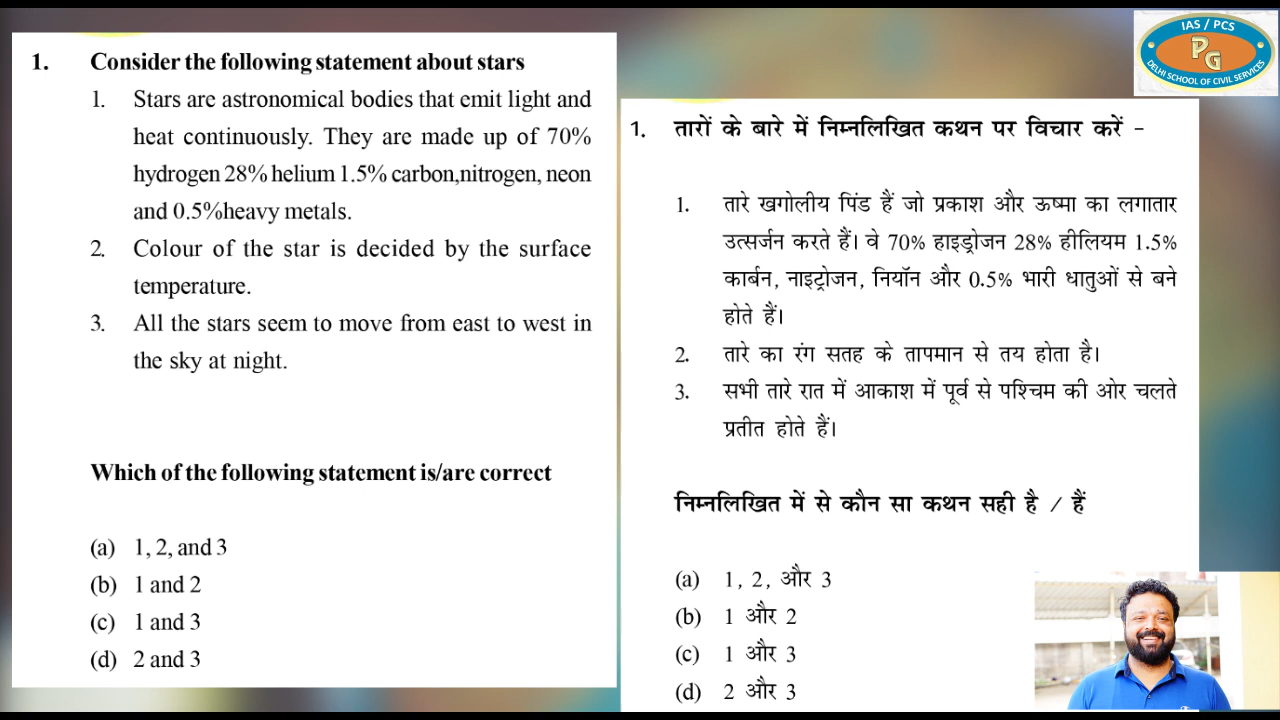 1. Consider the following statement about stars
1. Stars are astronomical bodies that emit light and
heat continuously. They are made up of 70%
hydrogen 28% helium 1.5% carbon,nitrogen, neon
and 0.5%heavy metals.
2. Colour of the star is decided by the surface
temperature.
3. All the stars seem to move from east to west in
the sky at night.
Which of the following statement is/are correct
(a) 1, 2, and 3
(b) 1 and 2
(c) 1 and 3
(d) 2 and 3
1. तारों के बारे में निम्नलिखित कथन पर विचार करें -
1. तारे खगोलीय पिंड हैं जो प्रकाश और ऊष्मा का लगातार
उत्सर्जन करते हैं। वे 70% हाइड्रोजन 28% हीलियम 1.5%
कार्बन, नाइट्रोजन, नियॉन और 0.5% भारी धातुओं से बने
होते हैं।
2. तारे का रंग सतह के तापमान से तय होता है।
3. सभी तारे रात में आकाश में पूर्व से पश्चिम की ओर चलते
प्रतीत होते हैं।
निम्नलिखित में से कौन सा कथन सही है / हैं
(a) 1, 2, और 3
(b) 1 और 2
(c) 1 और 3
(d) 2 और 3
IAS / PCS
PG
DELHI SCHOOL OF CIVIL SERVICES